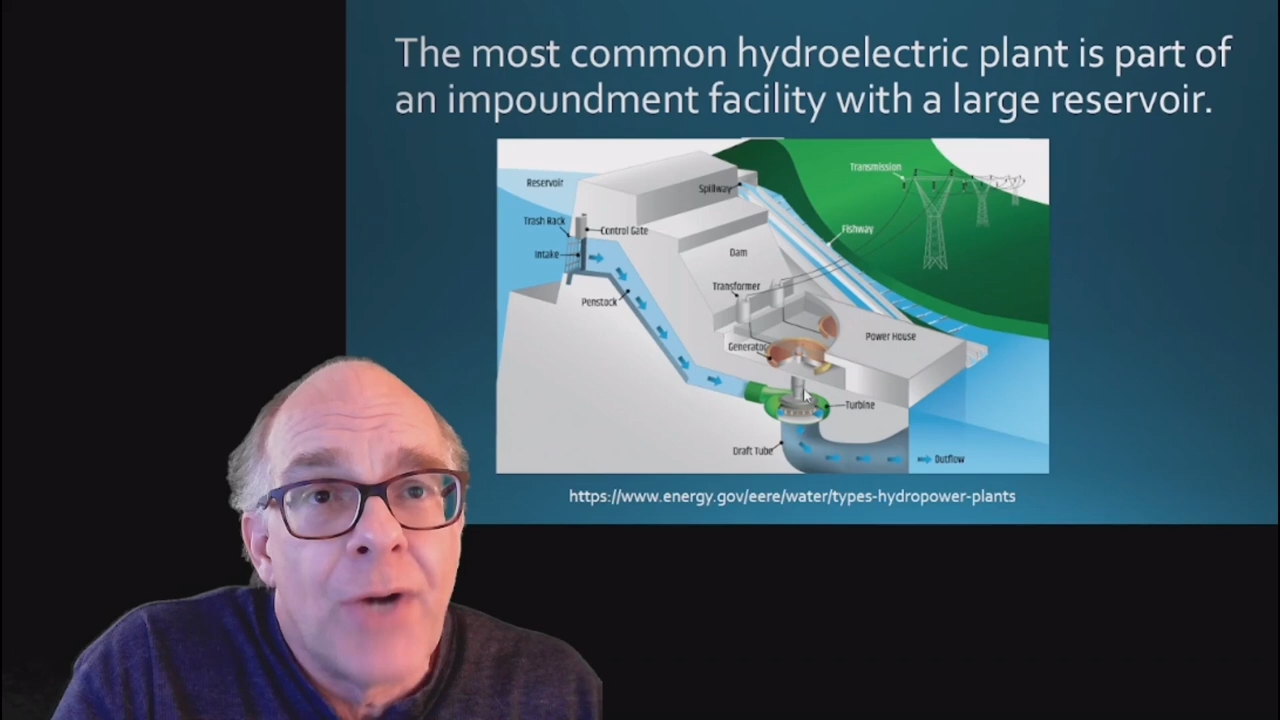 The most common hydroelectric plant is part of
an impoundment facility with a large reservoir.
Transmission
Reservoir
Spillway
Trash Rack
Control Gate
Fishway
Intake
Dam
Transformer
Penstock
Power House
Generator
Turbine
Draft Tube
Outflow
https://www.energy.gov/eere/water/types-hydropower-plants